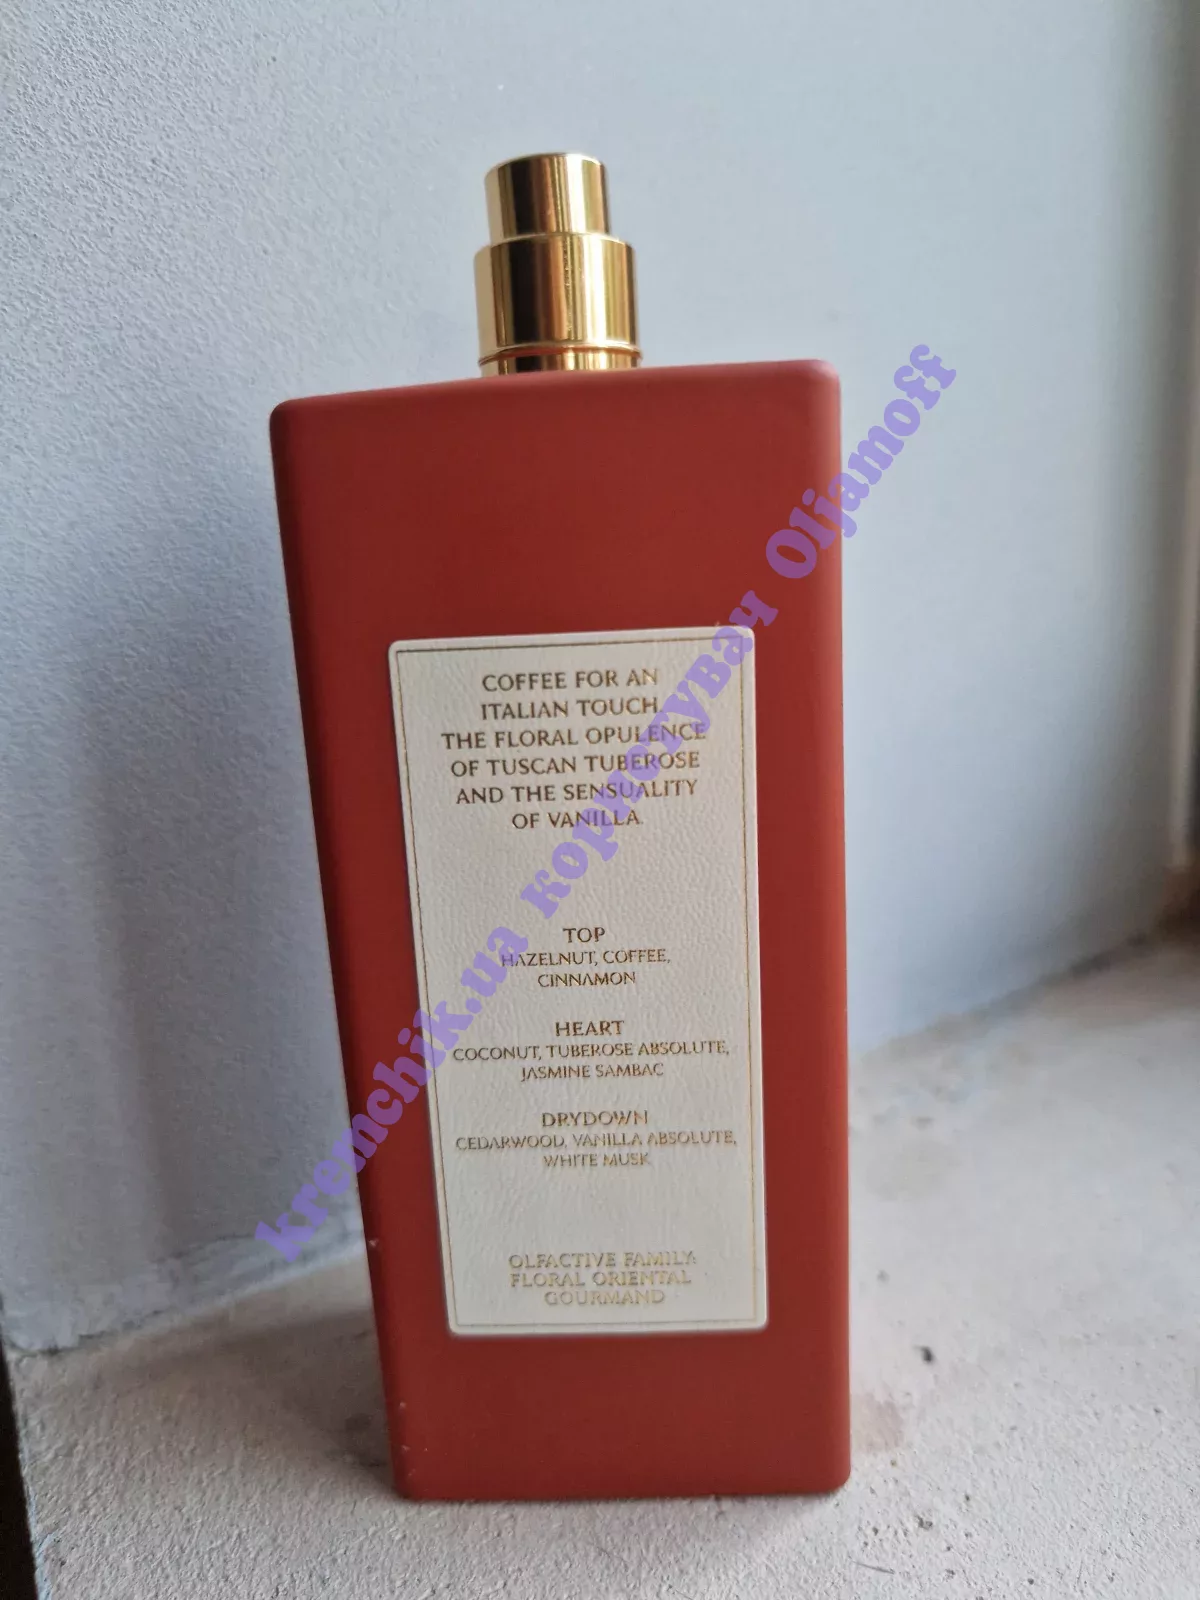 COFFEE FOR AN
ITALIAN TOUCH.
THE FLORAL OPULENCE
OF TUSCAN TUBEROSE
AND THE SENSUALITY
OF VANILLA.
TOP
HAZELNUT, COFFEE,
CINNAMON
HEART
COCONUT, TUBEROSE ABSOLUTE,
JASMINE SAMBAC
DRYDOWN
CEDARWOOD, VANILLA ABSOLUTE,
WHITE MUSK
OLFACTIVE FAMILY:
FLORAL ORIENTAL
GOURMAND
kremchik.ua користувач Oljamoff